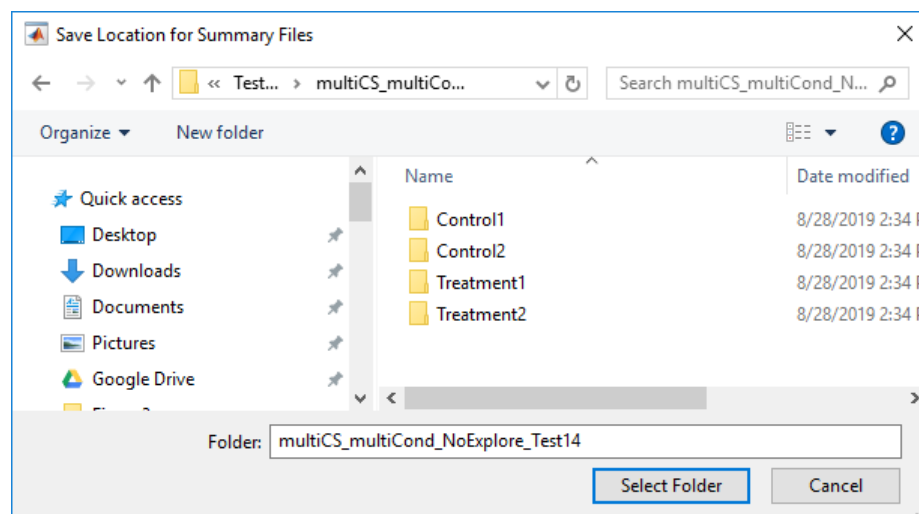 Save Location for Summary Files
« Test... › multiCS_multiCo...
Search multiCS_multiCond_N...
Organize
New folder
Name
Date modified
Quick access
Desktop
Downloads
Documents
Pictures
Google Drive
Control1
8/28/2019 2:34
Control2
8/28/2019 2:34
Treatment1
8/28/2019 2:34
Treatment2
8/28/2019 2:34
Folder: multiCS_multiCond_NoExplore_Test14
Select Folder
Cancel